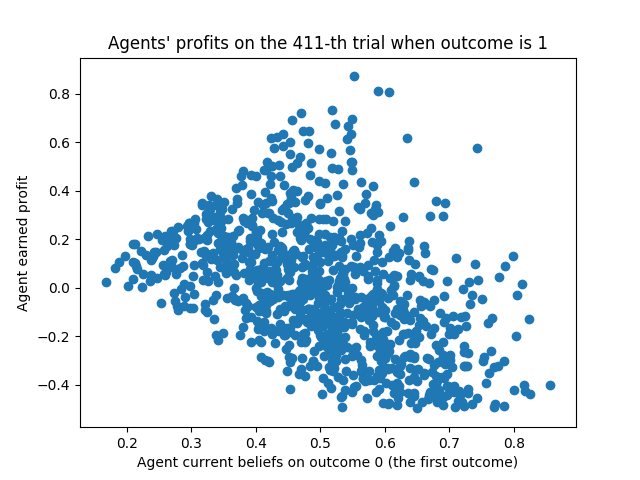 Agents' profits on the 411-th trial when outcome is 1
Agent earned profit
0.8
0.6
0.4
0.2
0.0
−0.2
−0.4
0.2 0.3 0.4 0.5 0.6 0.7 0.8
Agent current beliefs on outcome 0 (the first outcome)